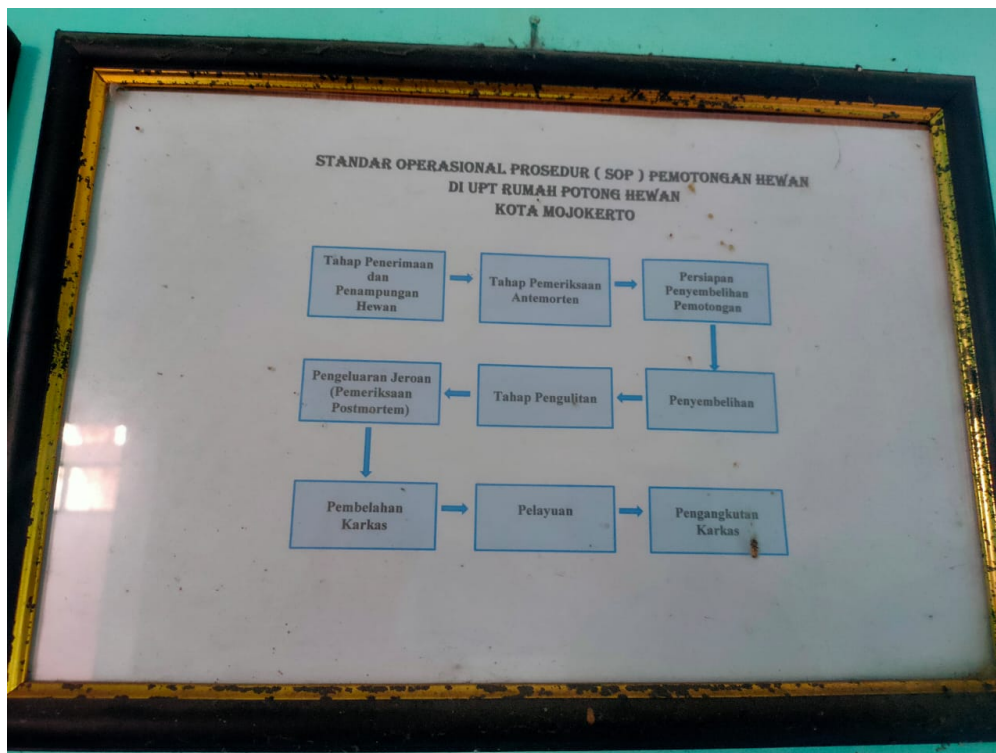 STANDAR OPERASIONAL PROSEDUR ( SOP ) PEMOTONGAN HEWAN
DI UPT RUMAH POTONG HEWAN
KOTA MOJOKERTO
Tahap Penerimaan
dan
Penampungan
Hewan
Tahap Pemeriksaan
Antemorten
Persiapan
Penyembelihan
Pemotongan
Penyembelihan
Tahap Pengulitan
Pengeluaran Jeroan
(Pemeriksaan
Postmortem)
Pembelahan
Karkas
Pelayuan
Pengangkutan
Karkas